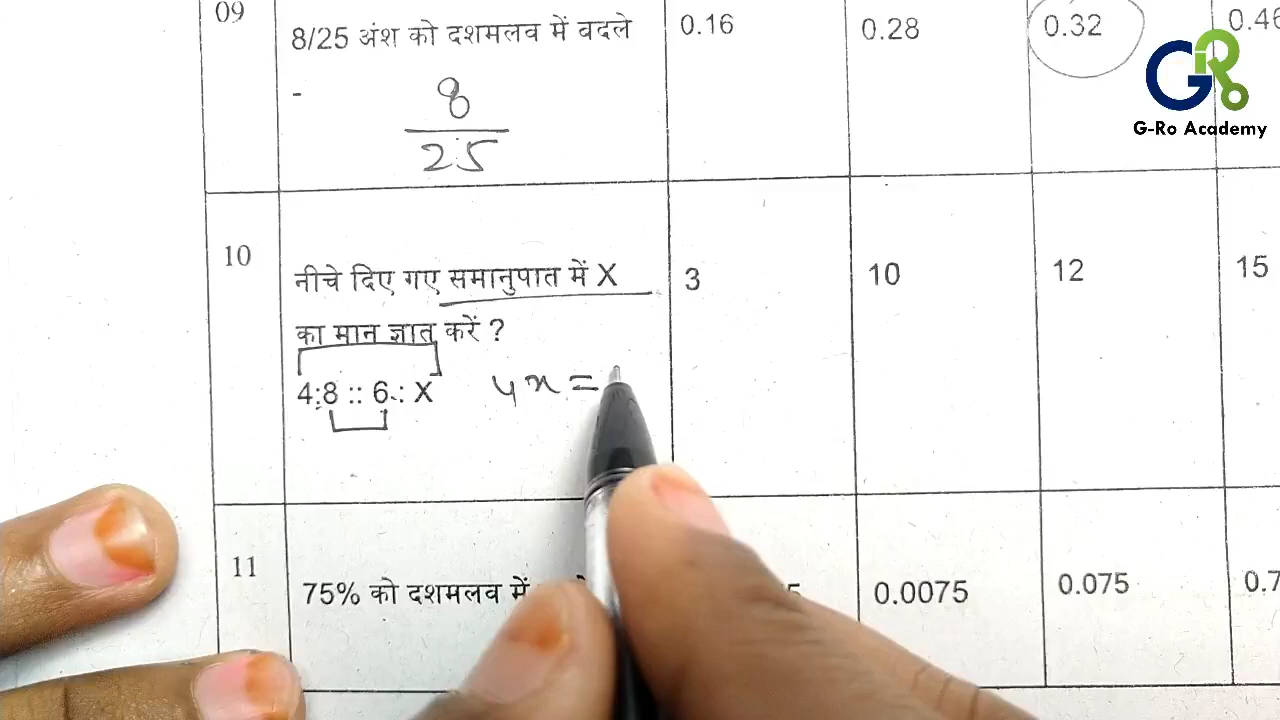 09
8/25 अंश को दशमलव में बदले
-
8
25
0.16
0.28
0.32
G-Ro Academy
10
नीचे दिए गए समानुपात में X
का मान ज्ञात करें ?
4:8 :: 6 : X
4x =
3
10
12
15
11
75% को दशमलव में
0.0075
0.075